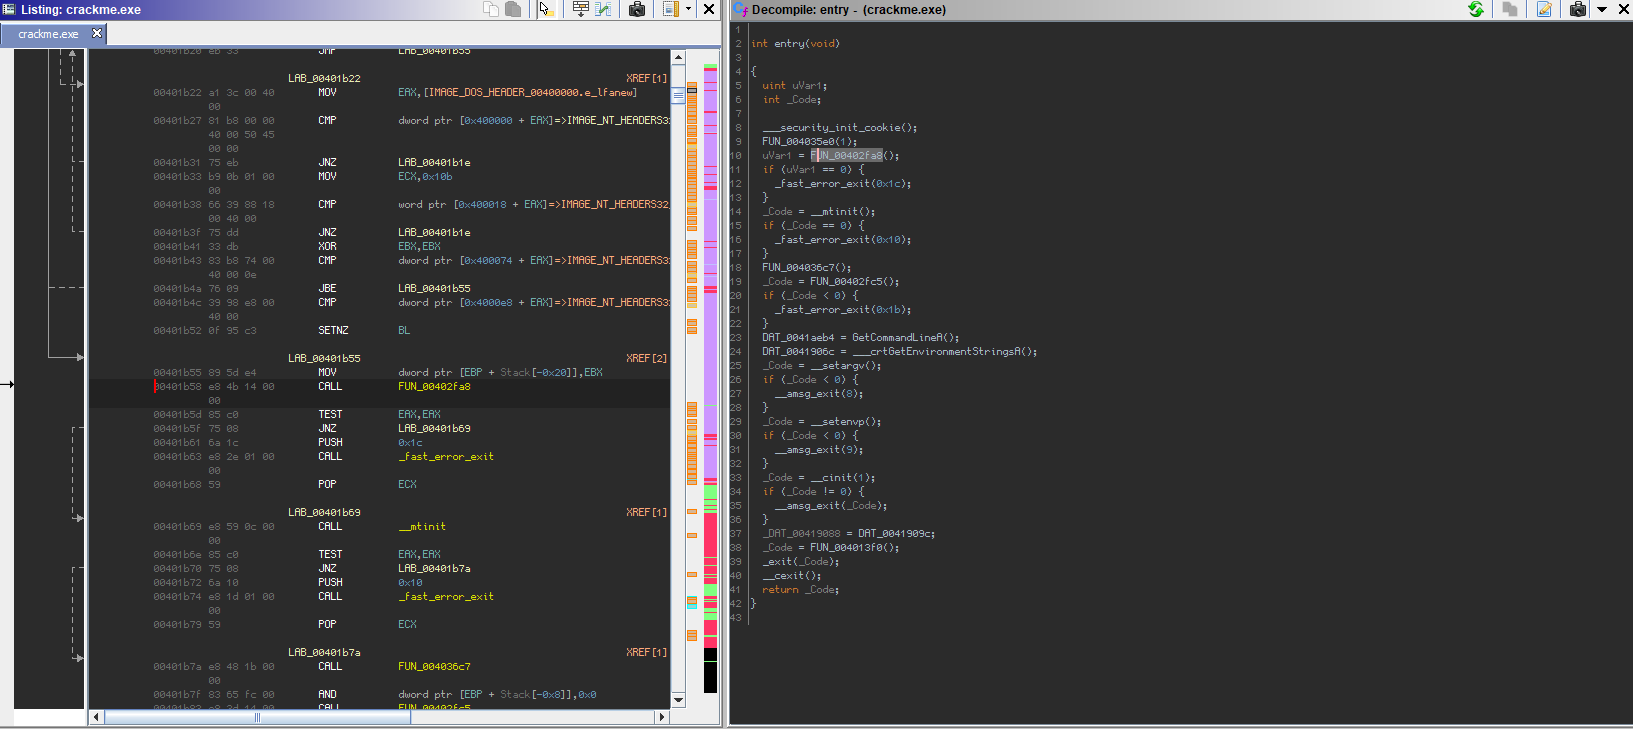 Listing: crackme.exe
crackme.exe
00401b20 eb 33 JMP LAB_00401b55
LAB_00401b22 XREF[1]
00401b22 a1 3c 00 40 MOV EAX,[IMAGE_DOS_HEADER_00400000.e_lfanew]
00
00401b27 81 b8 00 00 CMP dword ptr [0x400000 + EAX]=>IMAGE_NT_HEADERS3
40 00 50 45
00 00
00401b31 75 eb JNZ LAB_00401b1e
00401b33 b9 0b 01 00 MOV ECX,0x10b
00
00401b38 66 39 88 18 CMP word ptr [0x400018 + EAX]=>IMAGE_NT_HEADERS32
00 40 00
00401b3f 75 dd JNZ LAB_00401b1e
00401b41 33 db XOR EBX,EBX
00401b43 83 b8 74 00 CMP dword ptr [0x400074 + EAX]=>IMAGE_NT_HEADERS3
40 00 0e
00401b4a 76 09 JBE LAB_00401b55
00401b4c 39 98 e8 00 CMP dword ptr [0x4000e8 + EAX]=>IMAGE_NT_HEADERS3
40 00
00401b52 0f 95 c3 SETNZ BL
LAB_00401b55 XREF[2]
00401b55 89 5d e4 MOV dword ptr [EBP + Stack[-0x20]],EBX
00401b58 e8 4b 14 00 CALL FUN_00402fa8
00
00401b5d 85 c0 TEST EAX,EAX
00401b5f 75 08 JNZ LAB_00401b69
00401b61 6a 1c PUSH 0x1c
00401b63 e8 2e 01 00 CALL _fast_error_exit
00
00401b68 59 POP ECX
LAB_00401b69 XREF[1]
00401b69 e8 59 0c 00 CALL __mtinit
00
00401b6e 85 c0 TEST EAX,EAX
00401b70 75 08 JNZ LAB_00401b7a
00401b72 6a 10 PUSH 0x10
00401b74 e8 1d 01 00 CALL _fast_error_exit
00
00401b79 59 POP ECX
LAB_00401b7a XREF[1]
00401b7a e8 48 1b 00 CALL FUN_004036c7
00
00401b7f 83 65 fc 00 AND dword ptr [EBP + Stack[-0x8]],0x0
00401b83 e8 3d 14 00 CALL FUN_00402fc5
Decompile: entry - (crackme.exe)
1
2 int entry(void)
3
4 {
5 uint uVar1;
6 int _Code;
7
8 ___security_init_cookie();
9 FUN_004035e0(1);
10 uVar1 = FUN_00402fa8();
11 if (uVar1 == 0) {
12 _fast_error_exit(0x1c);
13 }
14 _Code = __mtinit();
15 if (_Code == 0) {
16 _fast_error_exit(0x10);
17 }
18 FUN_004036c7();
19 _Code = FUN_00402fc5();
20 if (_Code < 0) {
21 _fast_error_exit(0x1b);
22 }
23 DAT_0041aeb4 = GetCommandLineA();
24 DAT_0041906c = ___crtGetEnvironmentStringsA();
25 _Code = __setargv();
26 if (_Code < 0) {
27 __amsg_exit(8);
28 }
29 _Code = __setenvp();
30 if (_Code < 0) {
31 __amsg_exit(9);
32 }
33 _Code = __cinit(1);
34 if (_Code != 0) {
35 __amsg_exit(_Code);
36 }
37 _DAT_00419088 = DAT_0041909c;
38 _Code = FUN_004013f0();
39 _exit(_Code);
40 __cexit();
41 return _Code;
42 }
43